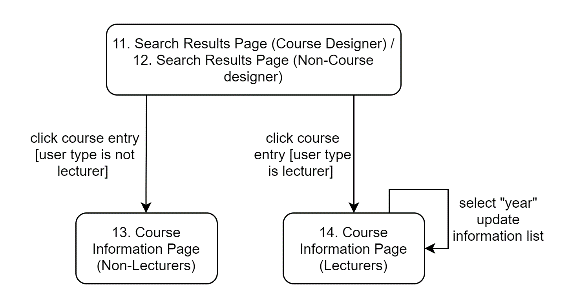 11. Search Results Page (Course Designer) /
12. Search Results Page (Non-Course
designer)
click course entry
[user type is not
lecturer]
click course
entry [user type
is lecturer]
select "year"
update
information list
13. Course
Information Page
(Non-Lecturers)
14. Course
Information Page
(Lecturers)